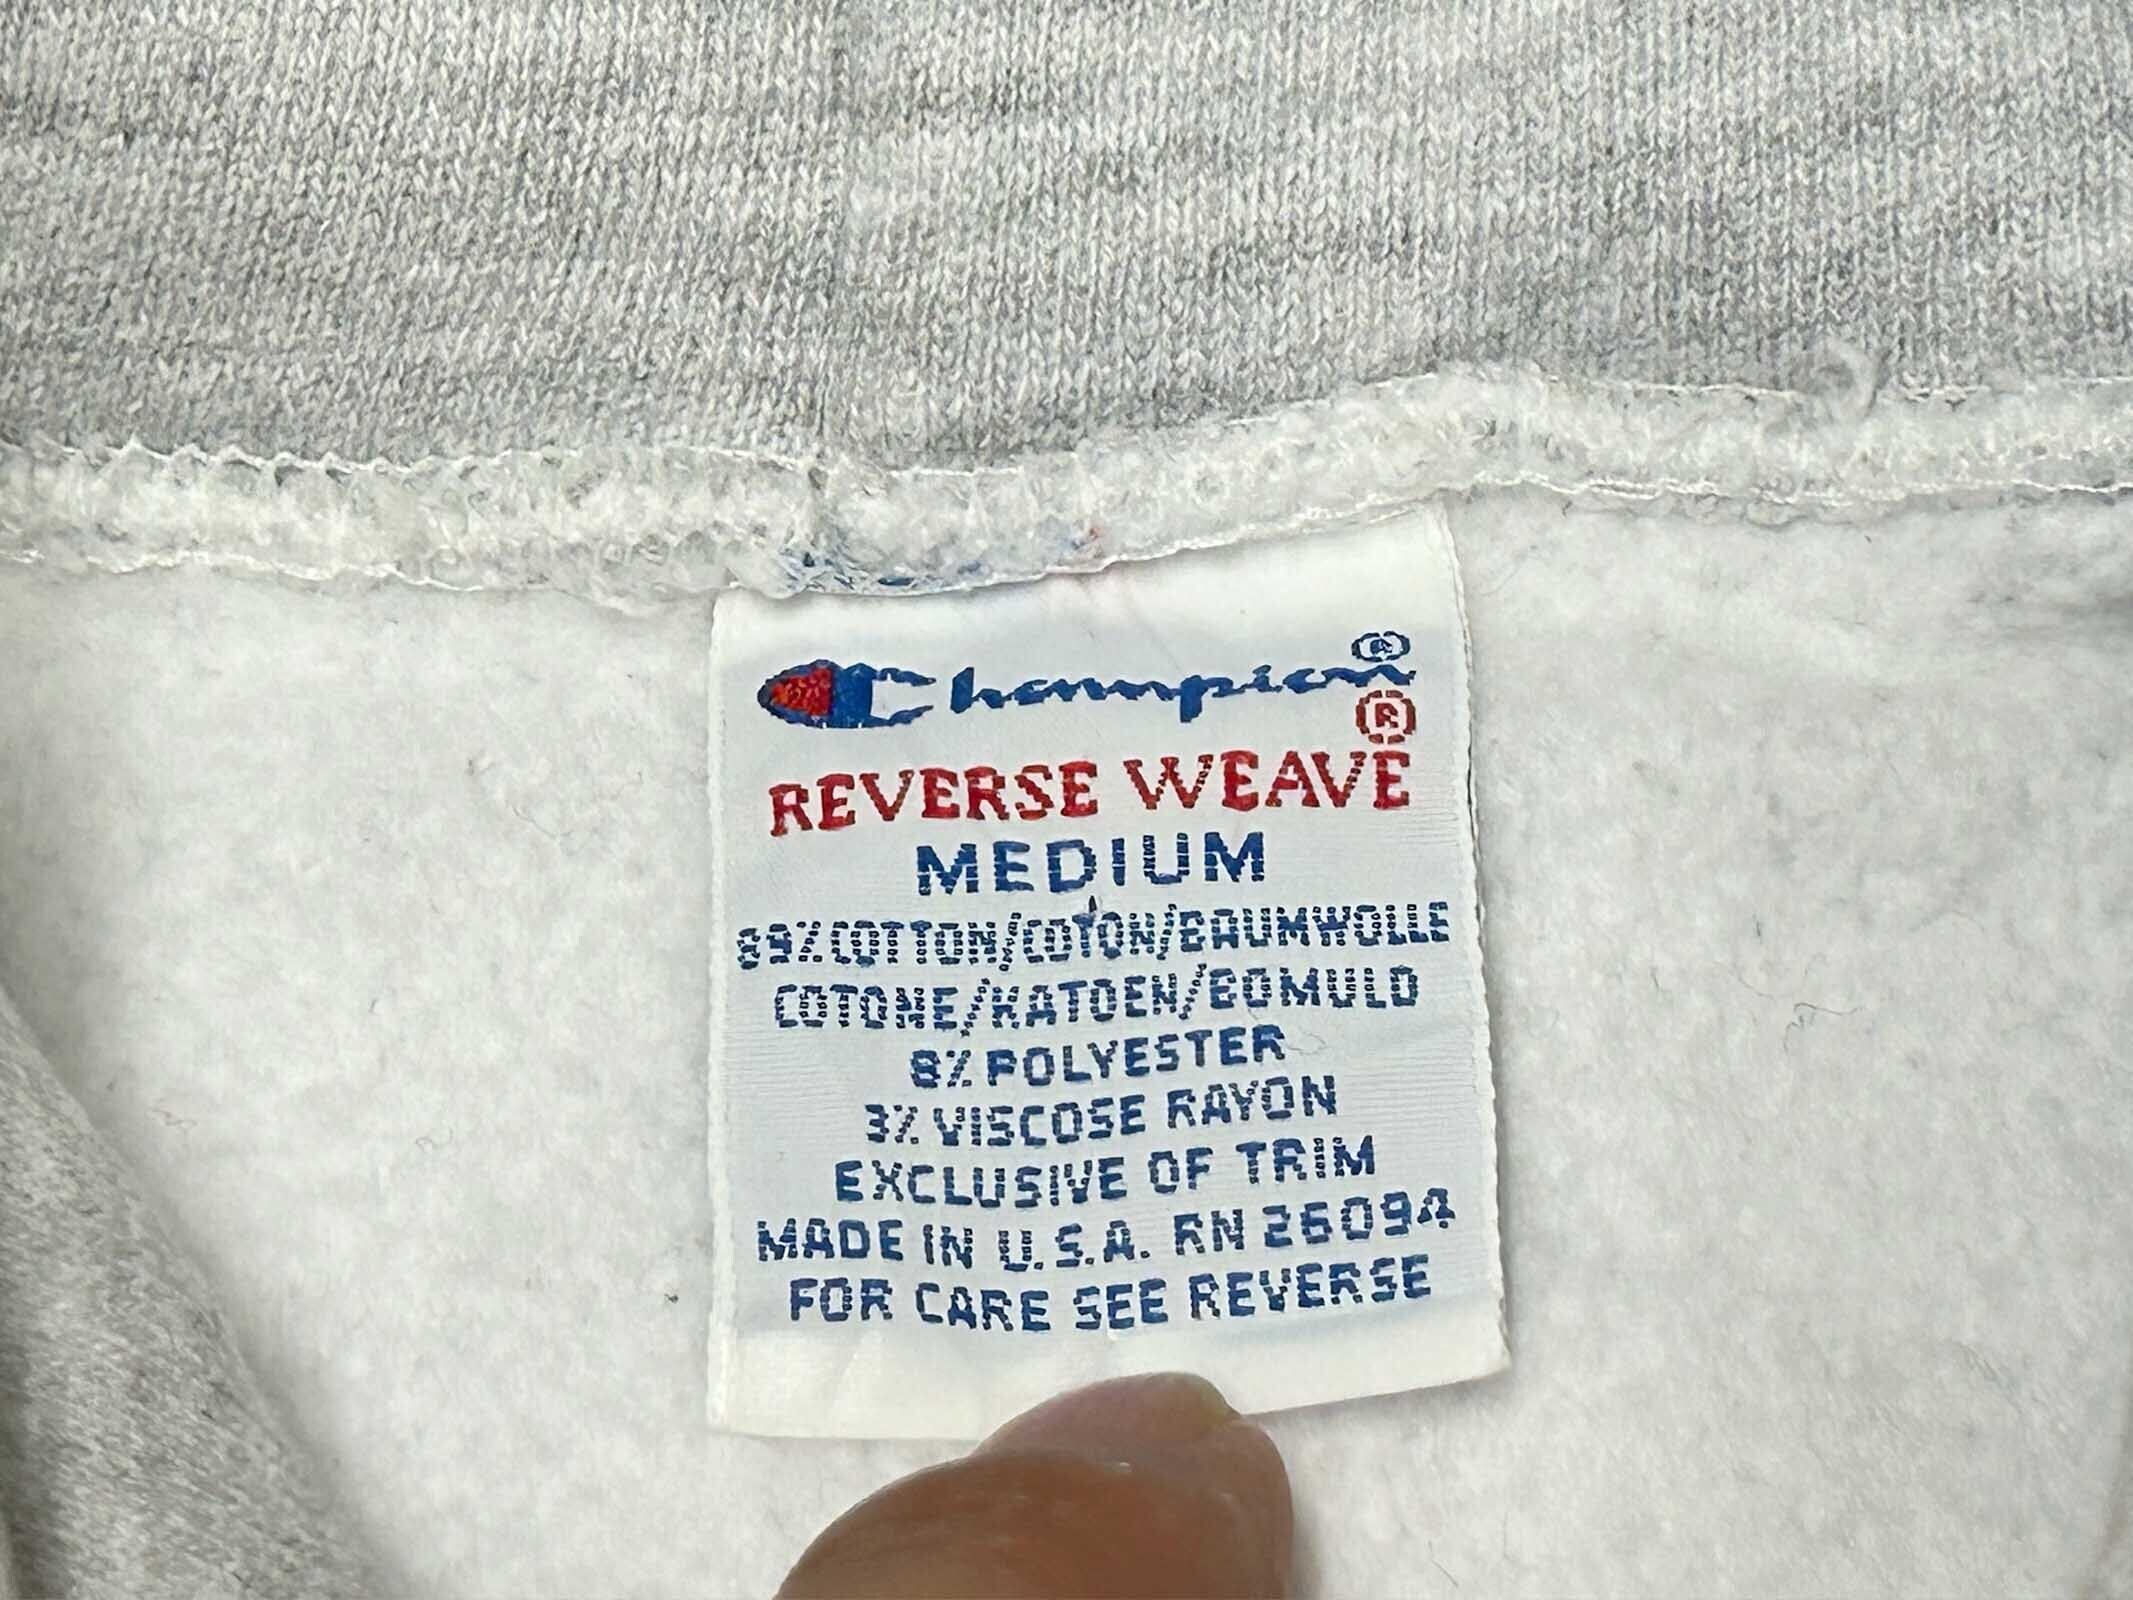 Champion®
®
REVERSE WEAVE
MEDIUM
89% COTTON/COTON/BAUMWOLLE
COTONE/KATOEN/BOMULD
8% POLYESTER
3% VISCOSE RAYON
EXCLUSIVE OF TRIM
MADE IN U.S.A. RN 26094
FOR CARE SEE REVERSE